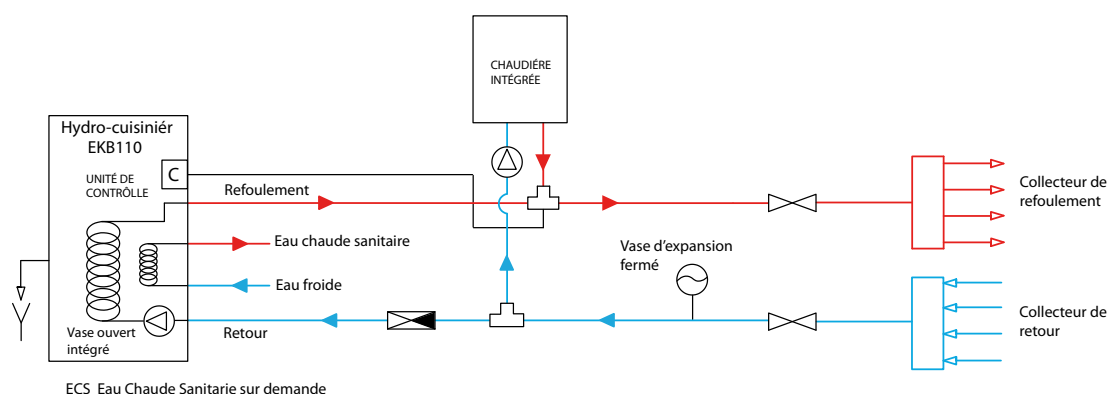 CHAUDIÉRE
INTÉGRÉE
Hydro-cuisiniér
EKB110
C
UNITÉ DE
CONTRÔLLE
Refoulement
Collecteur de
refoulement
Eau chaude sanitaire
Vase d'expansion
fermé
Eau froide
Collecteur de
retour
Vase ouvert
intégré
Retour
ECS Eau Chaude Sanitarie sur demande